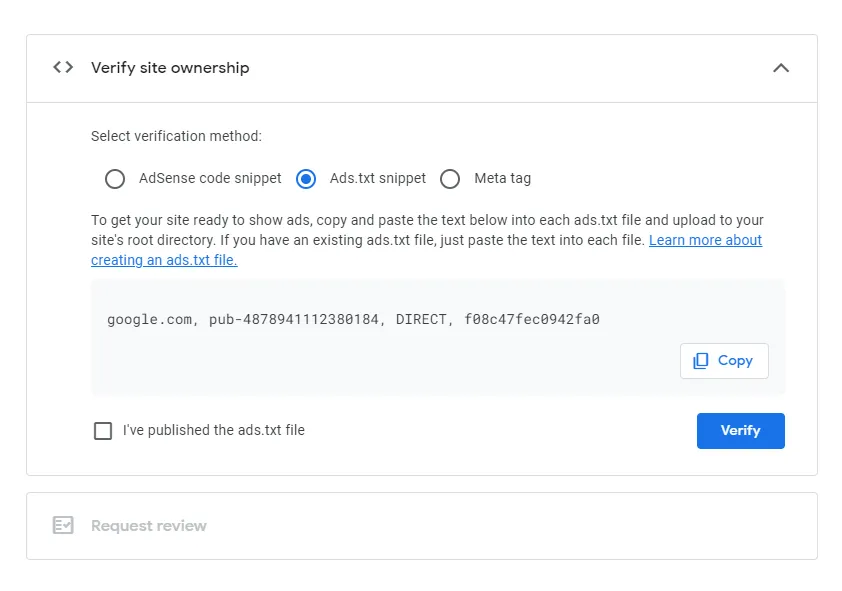 Verify site ownership
Select verification method:
AdSense code snippet Ads.txt snippet Meta tag
To get your site ready to show ads, copy and paste the text below into each ads.txt file and upload to your
site's root directory. If you have an existing ads.txt file, just paste the text into each file. Learn more about
creating an ads.txt file.
google.com, pub-4878941112380184, DIRECT, f08c47fec0942fa0
Copy
I've published the ads.txt file
Verify
Request review